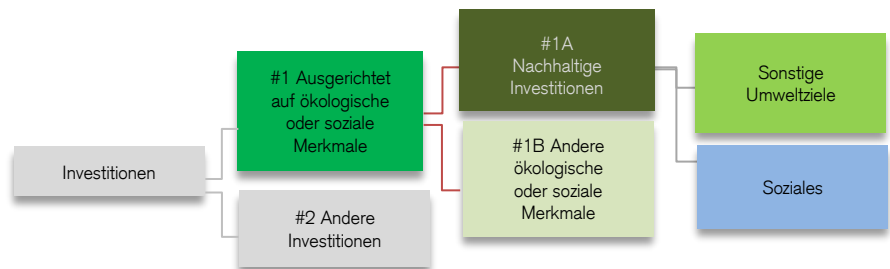 Investitionen
#1 Ausgerichtet
auf ökologische
oder soziale
Merkmale
#2 Andere
Investitionen
#1A
Nachhaltige
Investitionen
#1B Andere
ökologische
oder soziale
Merkmale
Sonstige
Umweltziele
Soziales